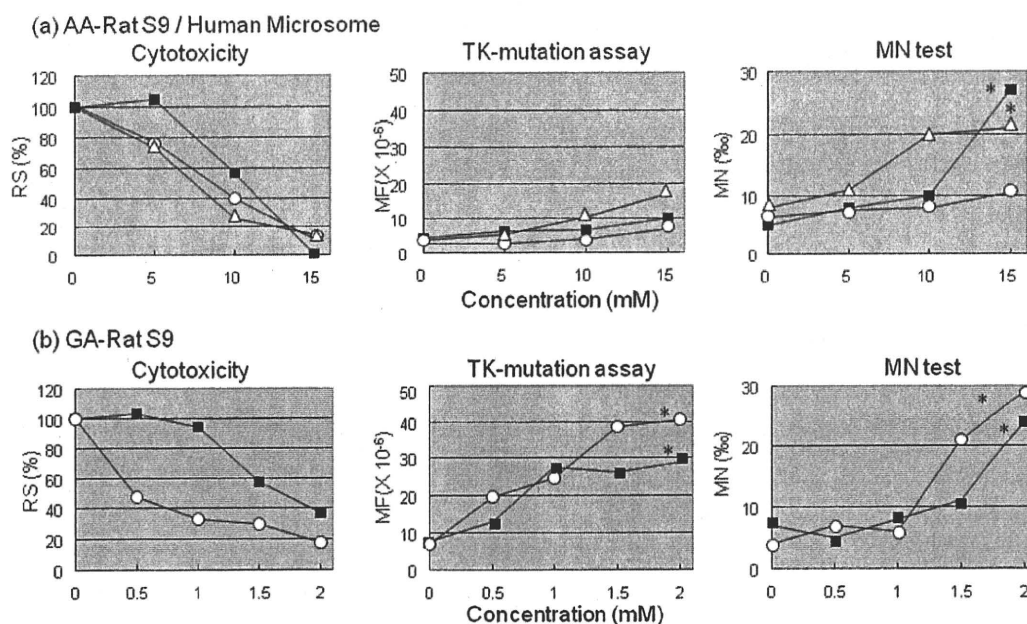 (a) AA-Rat S9 / Human Microsome
Cytotoxicity
TK-mutation assay
MN test
RS (%)
120
100
80
60
40
20
0
0 5 10 15
MF(X 10⁻⁶)
50
40
30
20
10
0
0 5 10 15
MN (‰)
30
20
10
0
* *
0 5 10 15
Concentration (mM)
(b) GA-Rat S9
Cytotoxicity
TK-mutation assay
MN test
RS (%)
120
100
80
60
40
20
0
0 0.5 1 1.5 2
MF(X 10⁻⁶)
50
40
30
20
10
0
* *
0 0.5 1 1.5 2
MN (‰)
30
20
10
0
* *
0 0.5 1 1.5 2
Concentration (mM)